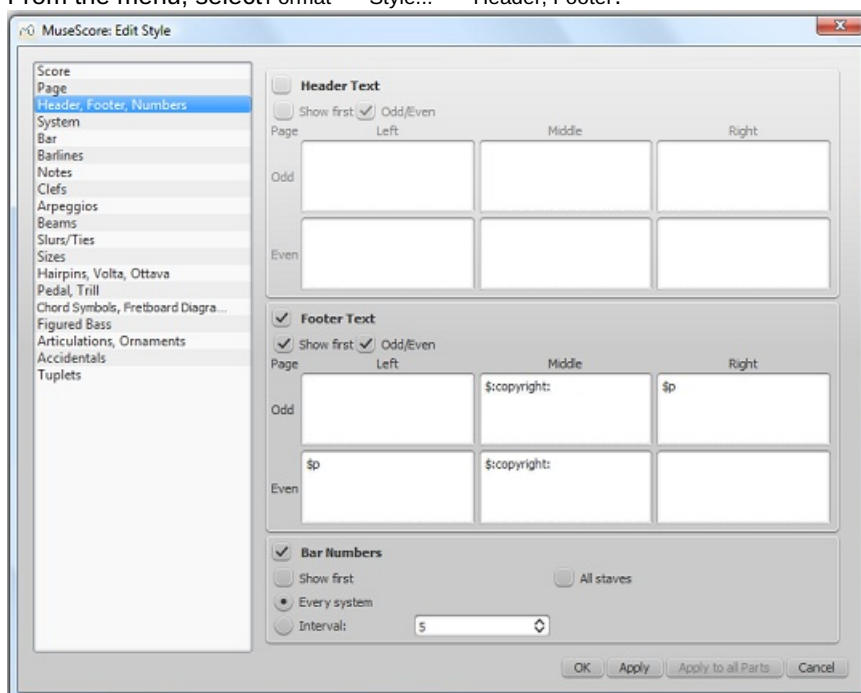 From the menu, select Format Style... Header, Footer.
MuseScore: Edit Style
Score
Page
Header, Footer, Numbers
System
Bar
Barlines
Notes
Clefs
Arpeggios
Beams
Slurs/Ties
Sizes
Hairpins, Volta, Ottava
Pedal, Trill
Chord Symbols, Fretboard Diagra...
Figured Bass
Articulations, Ornaments
Accidentals
Tuplets
Header Text
Show first Odd/Even
Page Left Middle Right
Odd
Even
Footer Text
Show first Odd/Even
Page Left Middle Right
Odd $:copyright: $p
Even $p $:copyright:
Bar Numbers
Show first All staves
Every system
Interval: 5
OK Apply Apply to all Parts Cancel